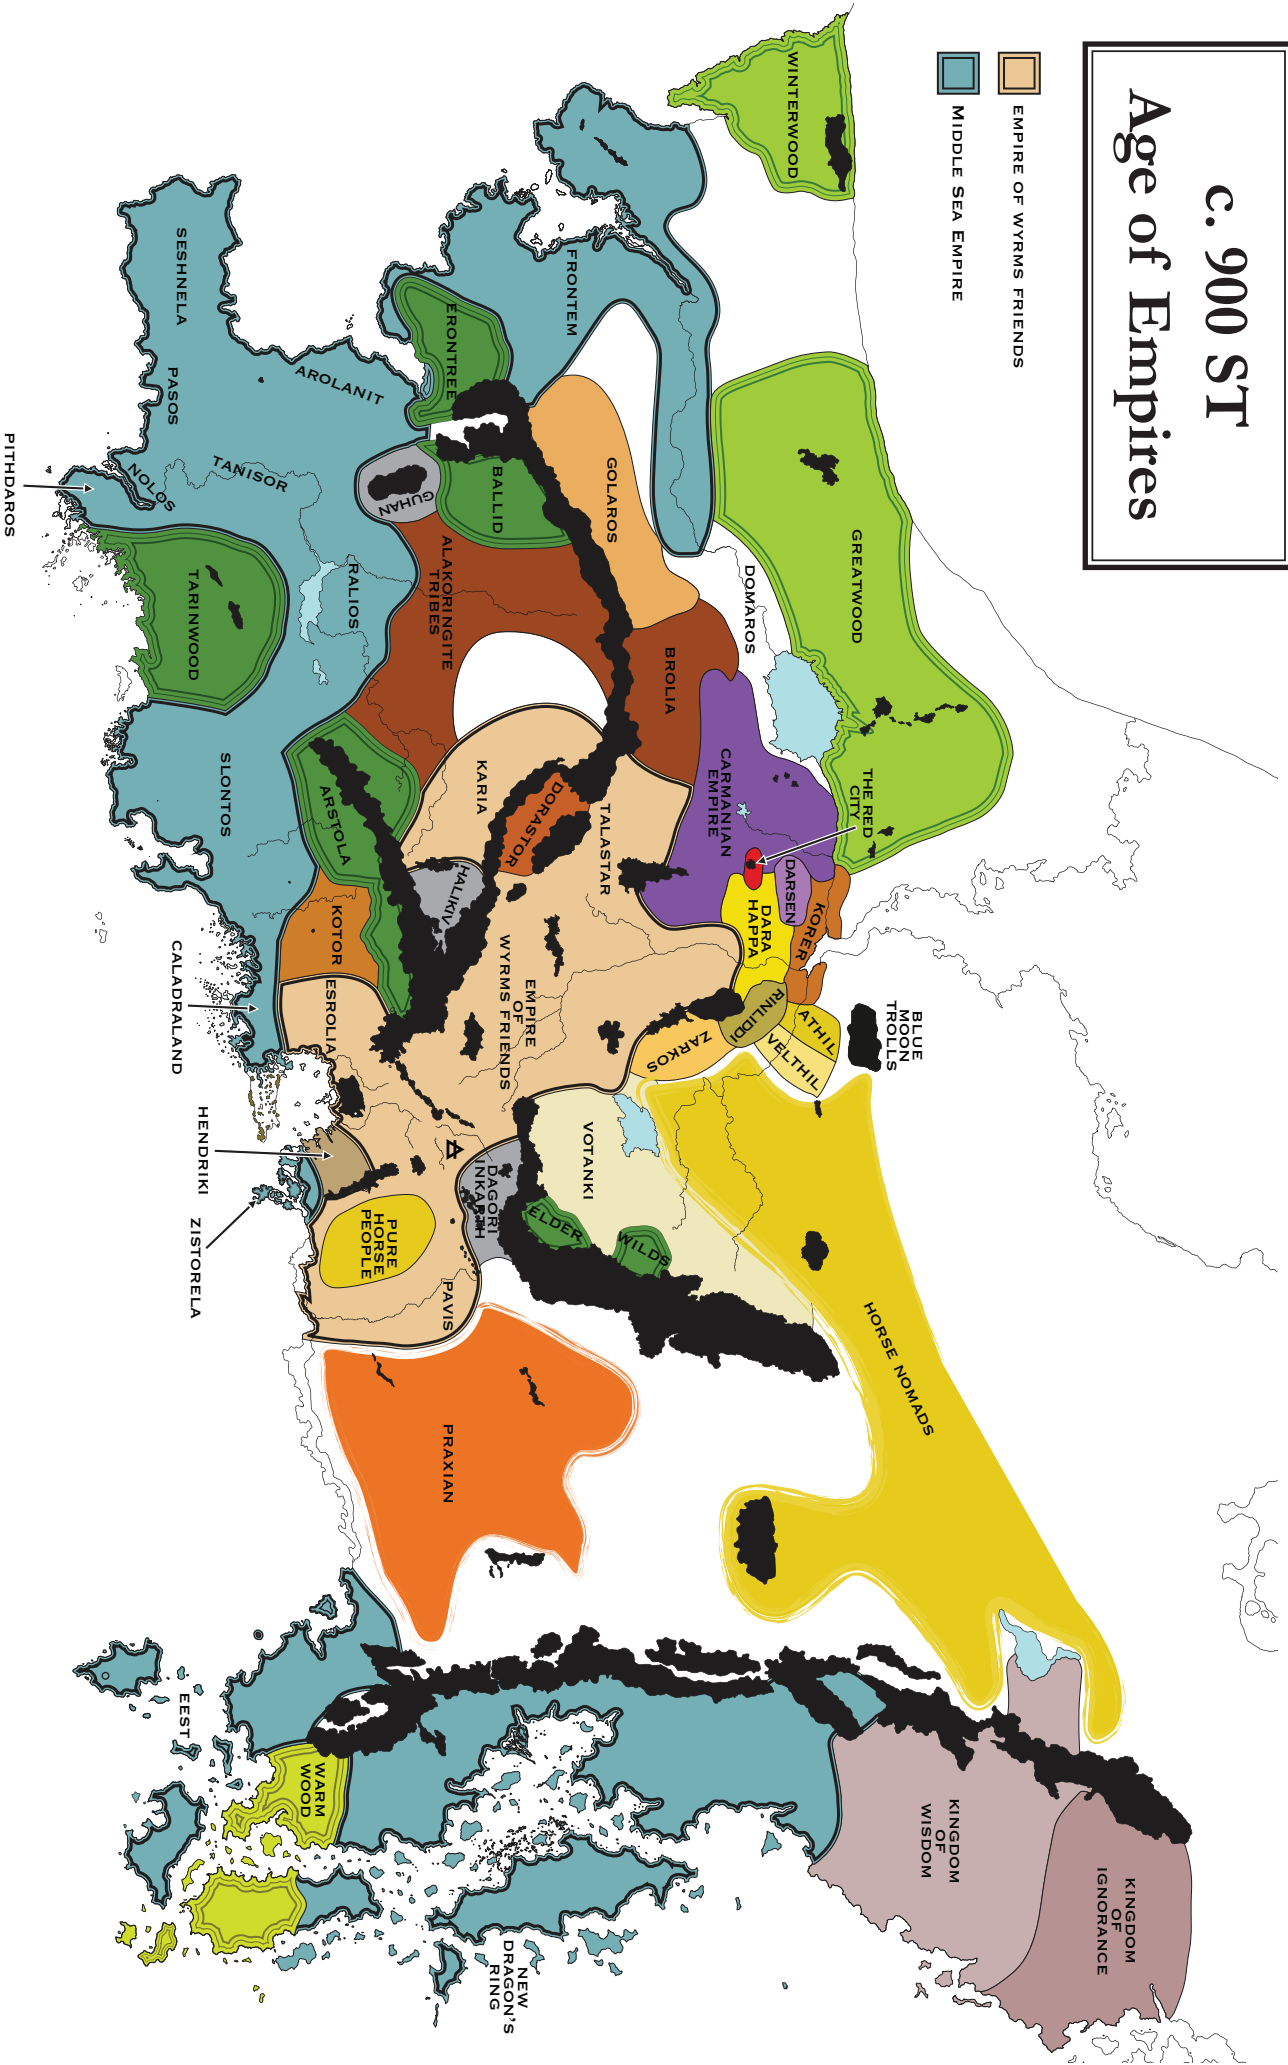 c. 900 ST
Age of Empires
EMPIRE OF WYRMS FRIENDS
MIDDLE SEA EMPIRE
WINTERWOOD
FRONTEM
ERONTREE
SESHNELA
PASOS
AROLANIT
NOLOS
TANISOR
PITHDAROS
GUHAN
BALLID
GOLAROS
GREATWOOD
DOMAROS
ALAKORINGITE
TRIBES
RALIOS
TARINWOOD
BROLIA
CARMANIAN
EMPIRE
THE RED
CITY
KARIA
DORASTOR
TALASTAR
SLONTOS
ARSTOLA
HALIKIV
DARSEN
KORER
DARA
HAPPA
KOTOR
ESROLIA
EMPIRE
OF
WYRMS FRIENDS
RINLIDDI
ATHIL
VELTHIL
ZARKOS
BLUE
MOON
TROLLS
CALADRALAND
HENDRIKI
ZISTORELA
VOTANKI
DAGORI
INKARTH
ELDER
WILDS
PURE
HORSE
PEOPLE
PAVIS
HORSE NOMADS
PRAXIAN
EEST
WARM
WOOD
KINGDOM
OF
WISDOM
KINGDOM
OF
IGNORANCE
NEW
DRAGON'S
RING